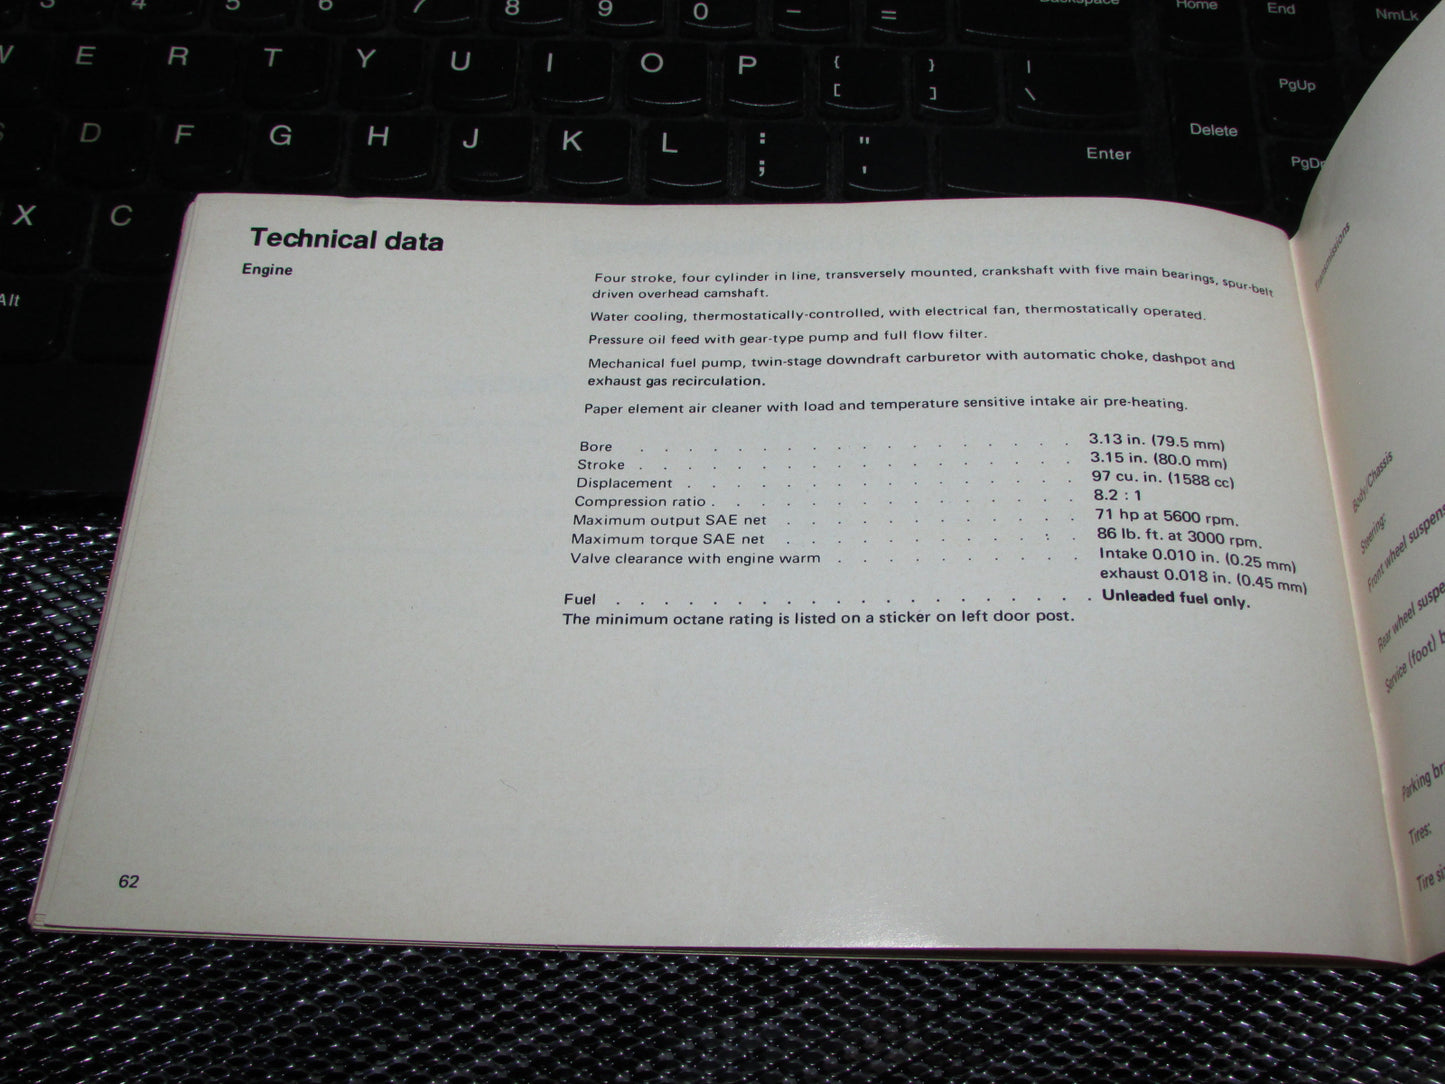 3 4 5 6 7 8 9 0 - =
Backspace
Home
End
NmLk
W E R T Y U I O P { [ } ] | \
PgUp
S D F G H J K L : ; " '
Enter
Delete
X C
Alt
Technical data
Engine
Four stroke, four cylinder in line, transversely mounted, crankshaft with five main bearings, spur-belt
driven overhead camshaft.
Water cooling, thermostatically-controlled, with electrical fan, thermostatically operated.
Pressure oil feed with gear-type pump and full flow filter.
Mechanical fuel pump, twin-stage downdraft carburetor with automatic choke, dashpot and
exhaust gas recirculation.
Paper element air cleaner with load and temperature sensitive intake air pre-heating.
Bore . . . . . . . . . . . . . . . . . . 3.13 in. (79.5 mm)
Stroke . . . . . . . . . . . . . . . . . . 3.15 in. (80.0 mm)
Displacement . . . . . . . . . . . . . . . . 97 cu. in. (1588 cc)
Compression ratio . . . . . . . . . . . . . . . 8.2 : 1
Maximum output SAE net . . . . . . . . . . . . 71 hp at 5600 rpm.
Maximum torque SAE net . . . . . . . . . . . . 86 lb. ft. at 3000 rpm.
Valve clearance with engine warm . . . . . . . . . . Intake 0.010 in. (0.25 mm)
exhaust 0.018 in. (0.45 mm)
Fuel . . . . . . . . . . . . . . . . . . . . Unleaded fuel only.
The minimum octane rating is listed on a sticker on left door post.
62
Body/Chassis
Steering:
Front wheel
Rear wheel
Service (foot)
Parking
Tires:
Tire